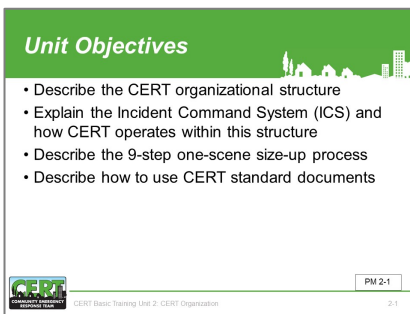 Unit Objectives
• Describe the CERT organizational structure
• Explain the Incident Command System (ICS) and
how CERT operates within this structure
• Describe the 9-step one-scene size-up process
• Describe how to use CERT standard documents
PM 2-1
CERT
COMMUNITY EMERGENCY
RESPONSE TEAM
CERT Basic Training Unit 2: CERT Organization
2-1